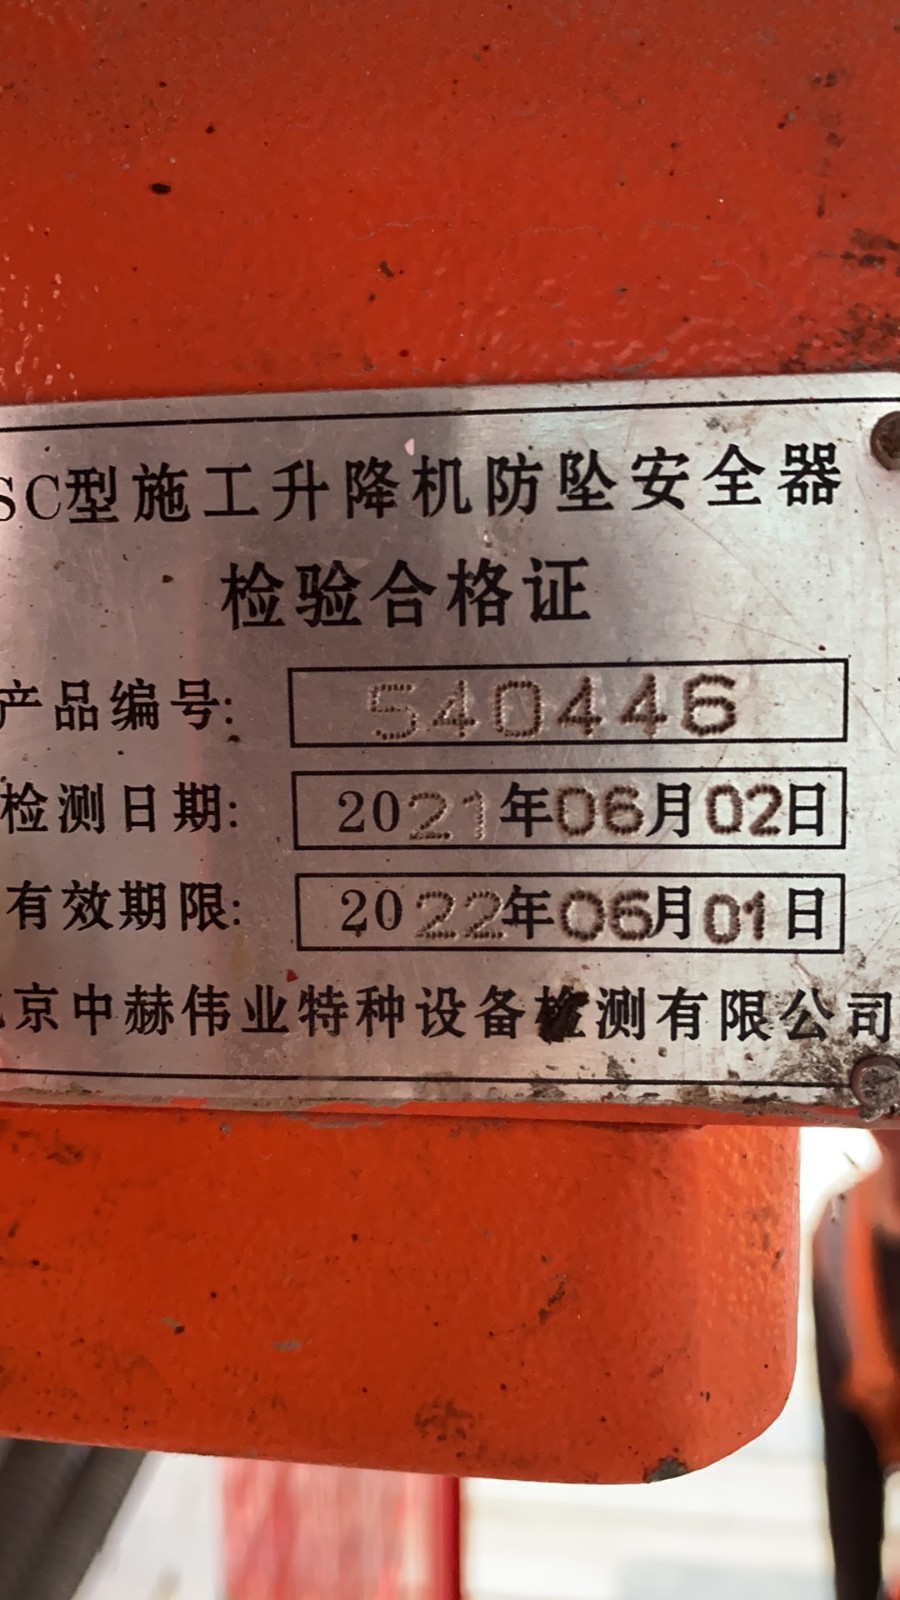 SC型施工升降机防坠安全器
检验合格证
产品编号: 540446
检测日期: 2021年06月02日
有效期限: 2022年06月01日
北京中赫伟业特种设备检测有限公司